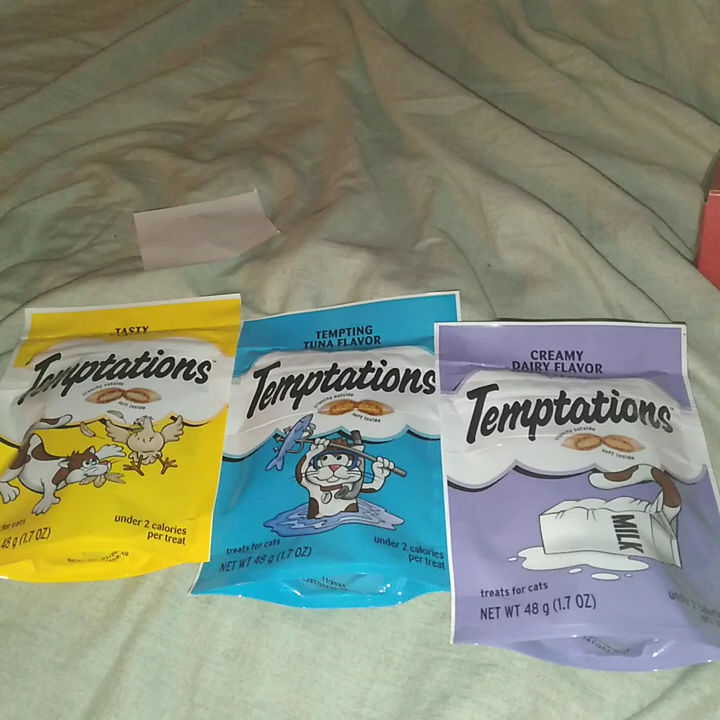 TASTY
Temptations
crunchy outside
soft inside
for cats
48 g (1.7 OZ)
under 2 calories
per treat
TEMPTING
TUNA FLAVOR
Temptations
crunchy outside
soft inside
treats for cats
NET WT 48 g (1.7 OZ)
under 2 calories
per treat
CREAMY
DAIRY FLAVOR
Temptations™
crunchy outside
soft inside
MILK
treats for cats
NET WT 48 g (1.7 OZ)